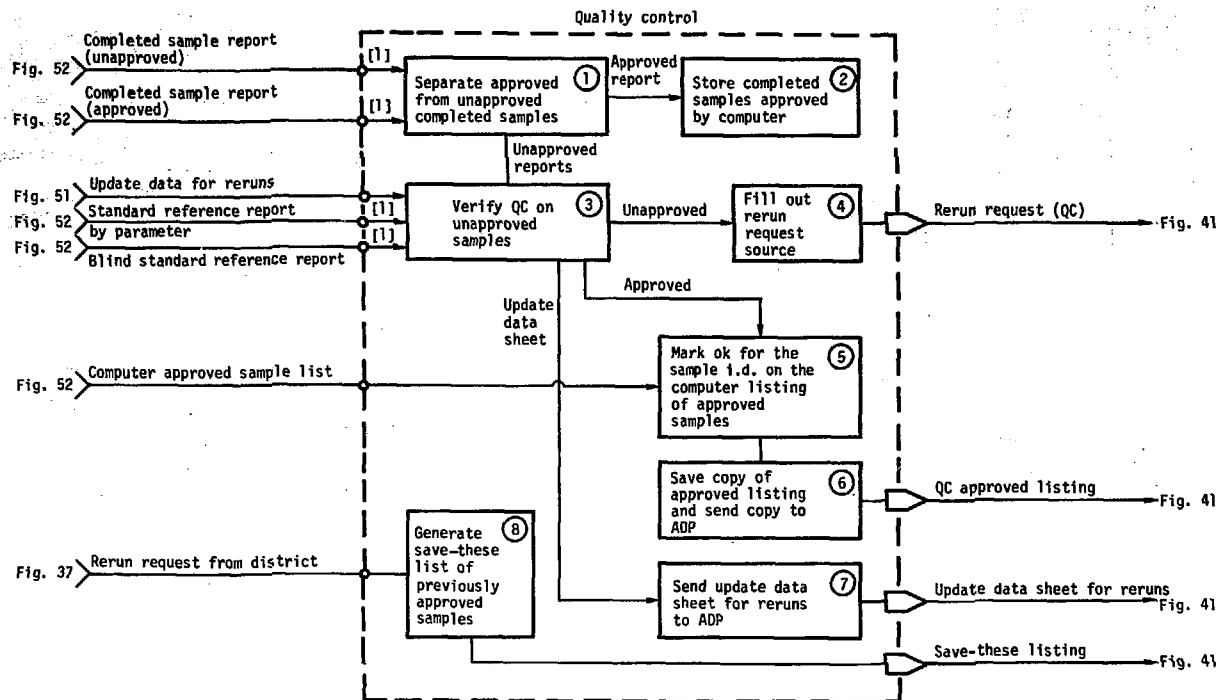 Quality control
Completed sample report
(unapproved)
Fig. 52
[1]
Completed sample report
(approved)
Fig. 52
[1]
Separate approved
from unapproved
completed samples
1
Approved
report
Store completed
samples approved
by computer
2
Unapproved
reports
Fig. 51
Update data for reruns
Fig. 52
Standard reference report
by parameter
[1]
Fig. 52
Blind standard reference report
[1]
Verify QC on
unapproved
samples
3
Unapproved
Fill out
rerun
request
source
4
Rerun request (QC)
Fig. 41
Approved
Update
data
sheet
Fig. 52
Computer approved sample list
Mark ok for the
sample i.d. on the
computer listing
of approved
samples
5
Save copy of
approved listing
and send copy to
ADP
6
QC approved listing
Fig. 41
Fig. 37
Rerun request from district
Generate
save-these
list of
previously
approved
samples
8
Send update data
sheet for reruns
to ADP
7
Update data sheet for reruns
Fig. 41
Save-these listing
Fig. 41